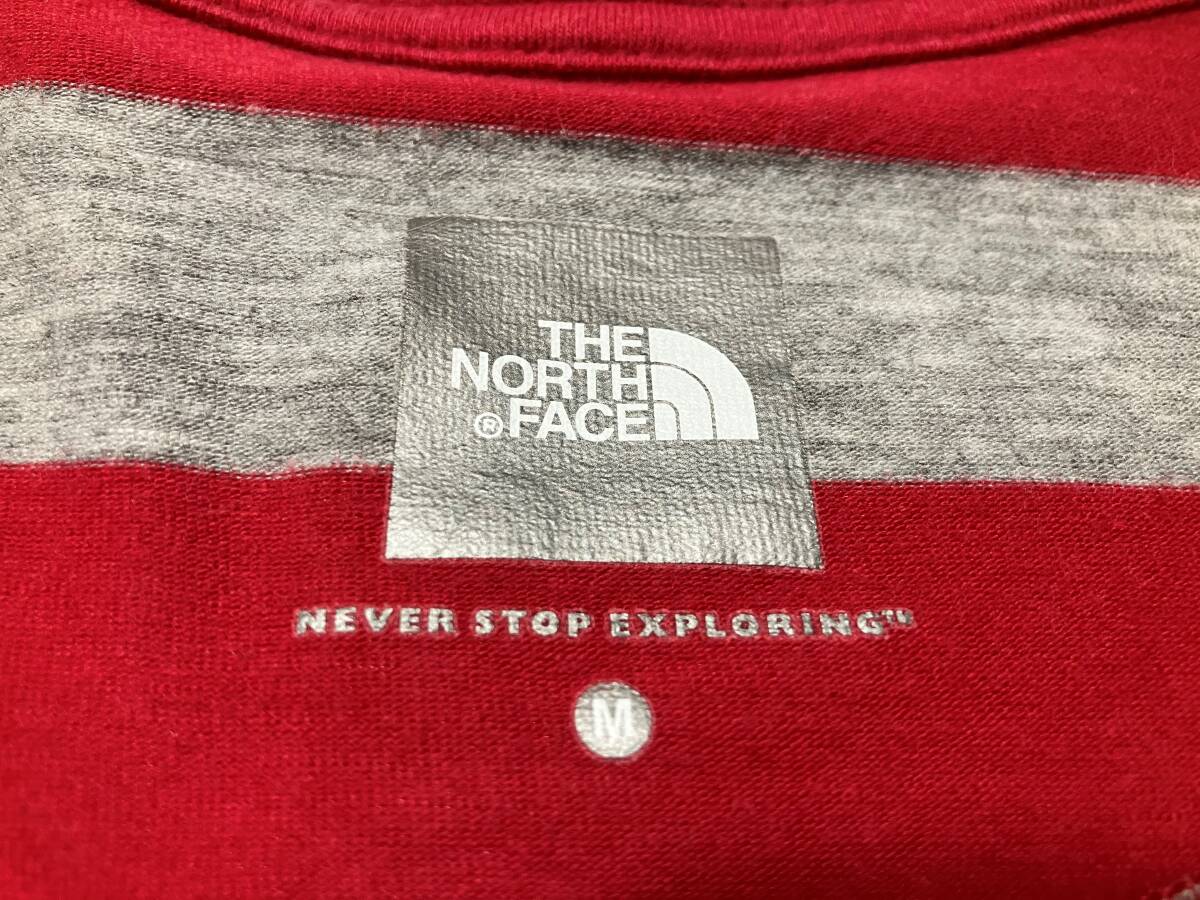 THE
NORTH
®FACE
NEVER STOP EXPLORING™
M